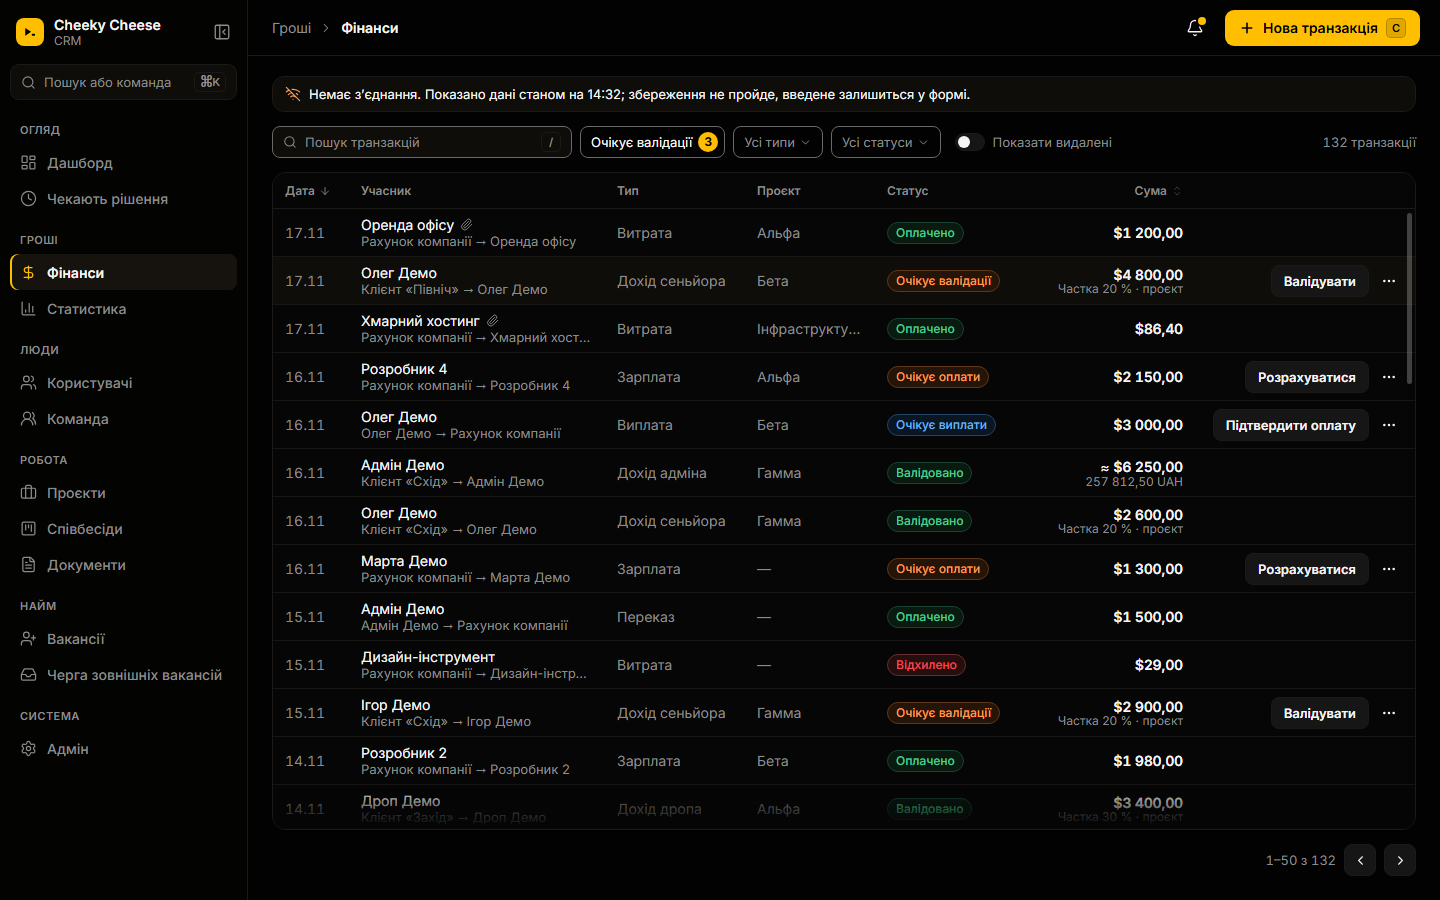 Cheeky Cheese
CRM
Пошук або команда ⌘K
ОГЛЯД
Дашборд
Чекають рішення
ГРОШІ
Фінанси
Статистика
ЛЮДИ
Користувачі
Команда
РОБОТА
Проєкти
Співбесіди
Документи
НАЙМ
Вакансії
Черга зовнішніх вакансій
СИСТЕМА
Адмін
Гроші > Фінанси
+ Нова транзакція C
Немає з’єднання. Показано дані станом на 14:32; збереження не пройде, введене залишиться у формі.
Пошук транзакцій / Очікує валідації 3 Усі типи Усі статуси Показати видалені 132 транзакції
Дата ↓ Учасник Тип Проєкт Статус Сума
17.11 Оренда офісу Витрата Альфа Оплачено $1 200,00
Рахунок компанії → Оренда офісу
17.11 Олег Демо Дохід сеньйора Бета Очікує валідації $4 800,00 Валідувати ···
Клієнт «Північ» → Олег Демо Частка 20 % · проєкт
17.11 Хмарний хостинг Витрата Інфраструкту... Оплачено $86,40
Рахунок компанії → Хмарний хост...
16.11 Розробник 4 Зарплата Альфа Очікує оплати $2 150,00 Розрахуватися ···
Рахунок компанії → Розробник 4
16.11 Олег Демо Виплата Бета Очікує виплати $3 000,00 Підтвердити оплату ···
Олег Демо → Рахунок компанії
16.11 Адмін Демо Дохід адміна Гамма Валідовано ≈ $6 250,00
Клієнт «Схід» → Адмін Демо 257 812,50 UAH
16.11 Олег Демо Дохід сеньйора Гамма Валідовано $2 600,00
Клієнт «Схід» → Олег Демо Частка 20 % · проєкт
16.11 Марта Демо Зарплата — Очікує оплати $1 300,00 Розрахуватися ···
Рахунок компанії → Марта Демо
15.11 Адмін Демо Переказ — Оплачено $1 500,00
Адмін Демо → Рахунок компанії
15.11 Дизайн-інструмент Витрата — Відхилено $29,00
Рахунок компанії → Дизайн-інстр...
15.11 Ігор Демо Дохід сеньйора Гамма Очікує валідації $2 900,00 Валідувати ···
Клієнт «Схід» → Ігор Демо Частка 20 % · проєкт
14.11 Розробник 2 Зарплата Бета Оплачено $1 980,00
Рахунок компанії → Розробник 2
14.11 Дроп Демо Дохід дропа Альфа Валідовано $3 400,00
Клієнт «Захід» → Дроп Демо Частка 30 % · проєкт
1–50 з 132